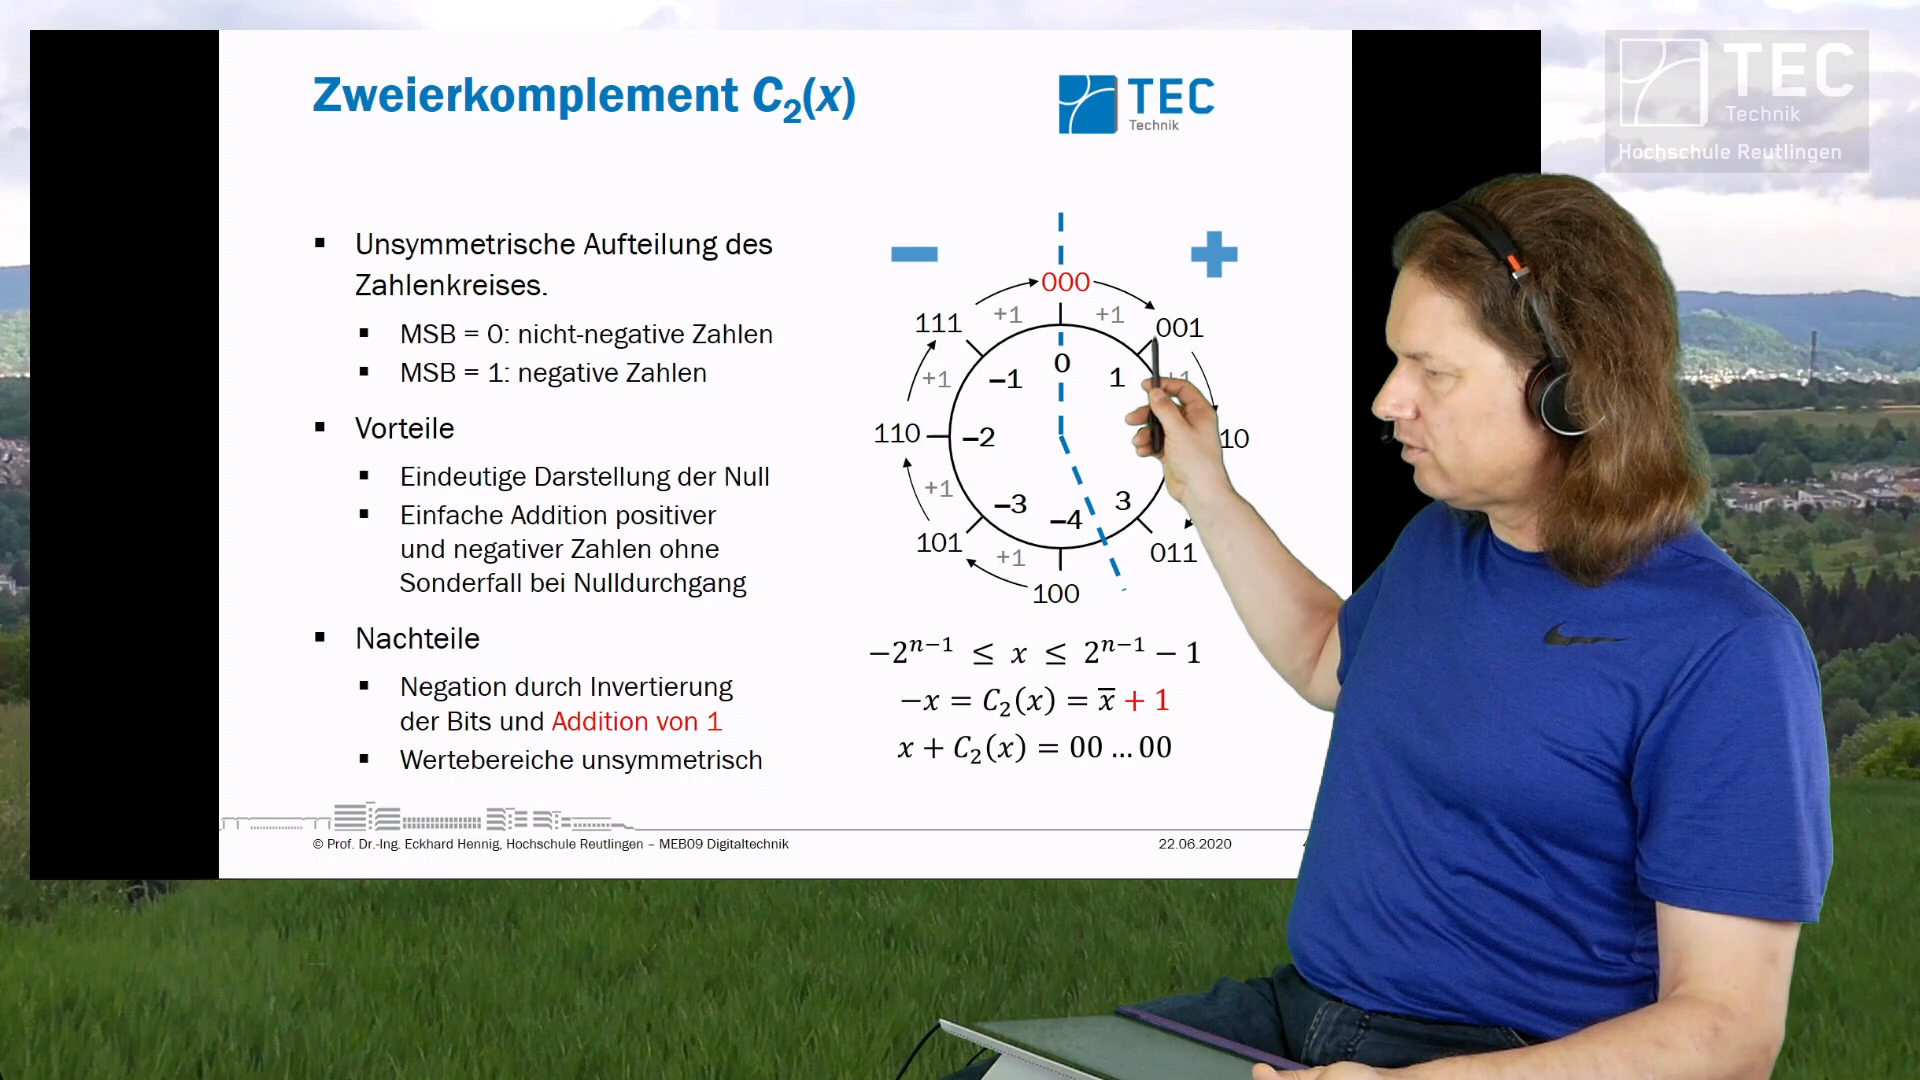 Zweierkomplement C₂(x)
TEC
Technik
TEC
Technik
Hochschule Reutlingen
Unsymmetrische Aufteilung des
Zahlenkreises.
MSB = 0: nicht-negative Zahlen
MSB = 1: negative Zahlen
Vorteile
Eindeutige Darstellung der Null
Einfache Addition positiver
und negativer Zahlen ohne
Sonderfall bei Nulldurchgang
Nachteile
Negation durch Invertierung
der Bits und Addition von 1
Wertebereiche unsymmetrisch
− +
000
111 +1 +1 001
0
+1 −1 1 +1
110 −2 10
+1 −3 3
−4
101 +1 011
100
−2ⁿ⁻¹ ≤ x ≤ 2ⁿ⁻¹ − 1
−x = C₂(x) = x̅ + 1
x + C₂(x) = 00 … 00
© Prof. Dr.-Ing. Eckhard Hennig, Hochschule Reutlingen – MEB09 Digitaltechnik
22.06.2020